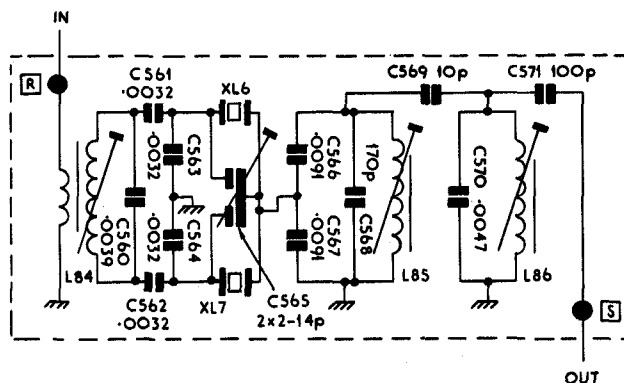 IN
R
C561
·0032
XL6
C569 10p
C571 100p
C563
·0032
C566
·0091
170p
C568
C570
·0047
C560
·0039
C564
·0032
C567
·0091
L84
L85
L86
C562
·0032
XL7
C565
2×2-14p
S
OUT